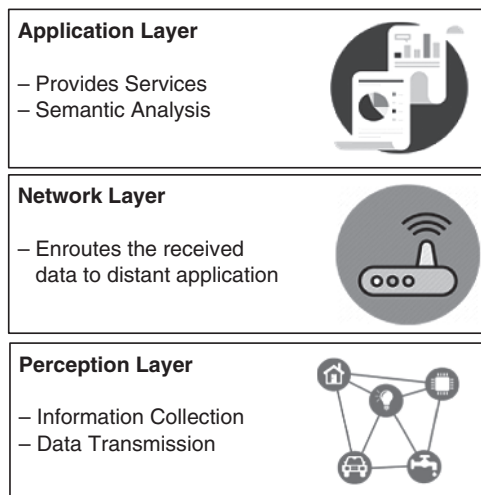 Application Layer
– Provides Services
– Semantic Analysis
Network Layer
– Enroutes the received
data to distant application
Perception Layer
– Information Collection
– Data Transmission